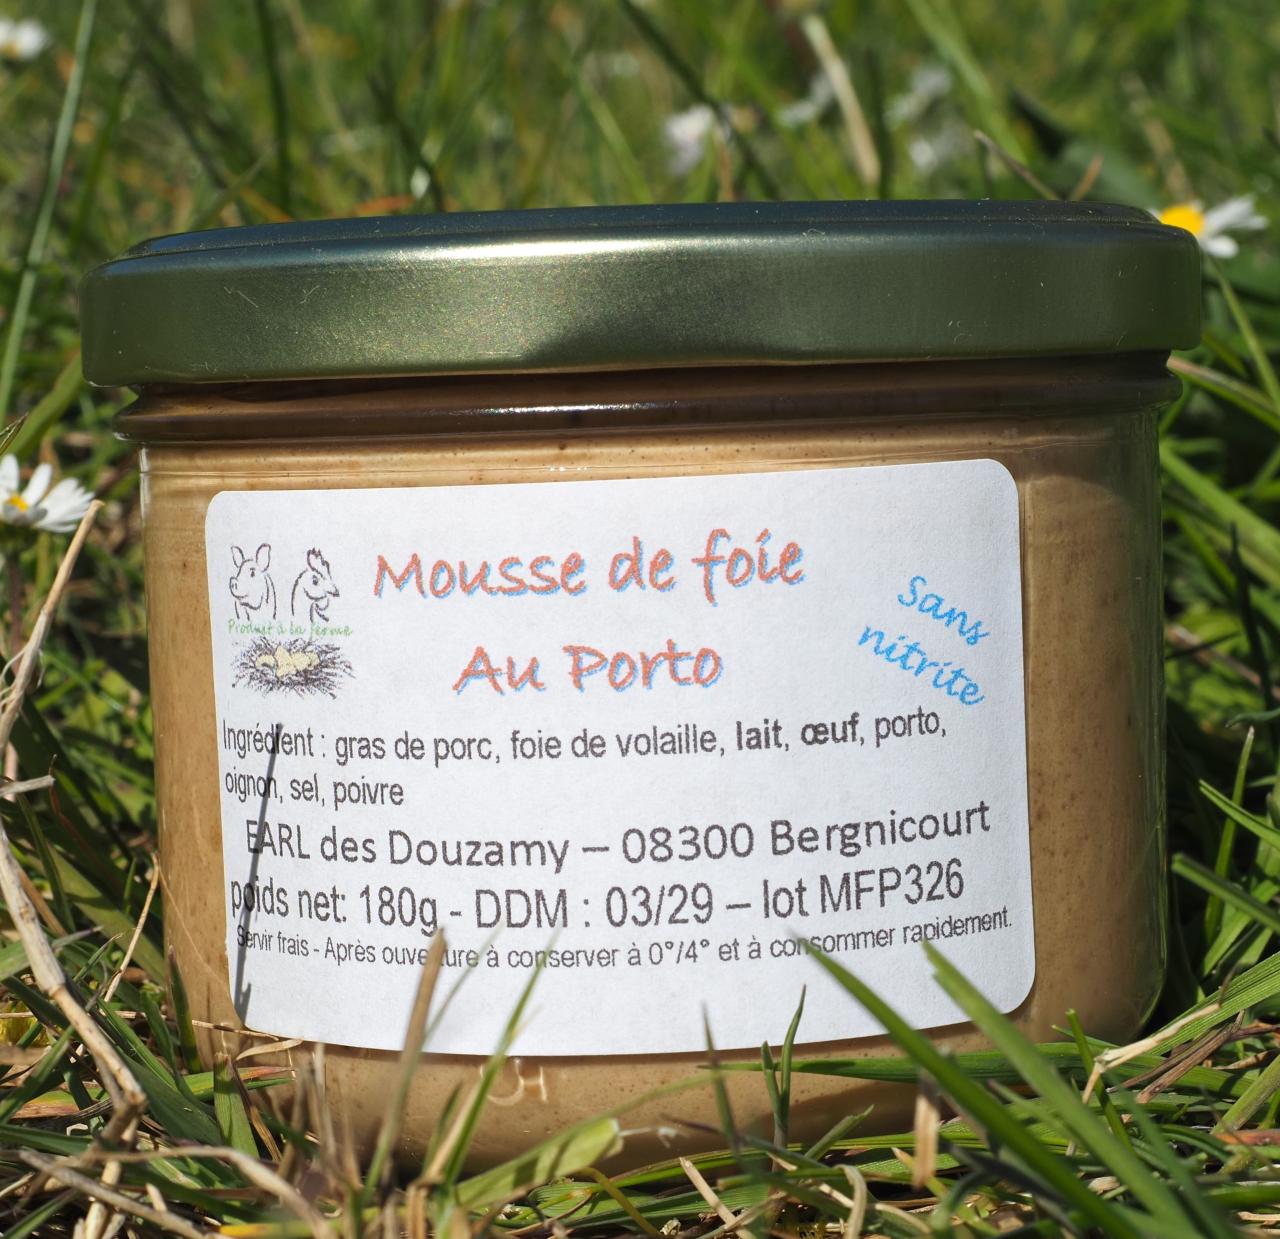 Mousse de foie
Au Porto
Sans
nitrite
Produit à la ferme
Ingrédient : gras de porc, foie de volaille, lait, œuf, porto,
oignon, sel, poivre
EARL des Douzamy – 08300 Bergnicourt
poids net: 180g - DDM : 03/29 – lot MFP326
Servir frais - Après ouverture à conserver à 0°/4° et à consommer rapidement.